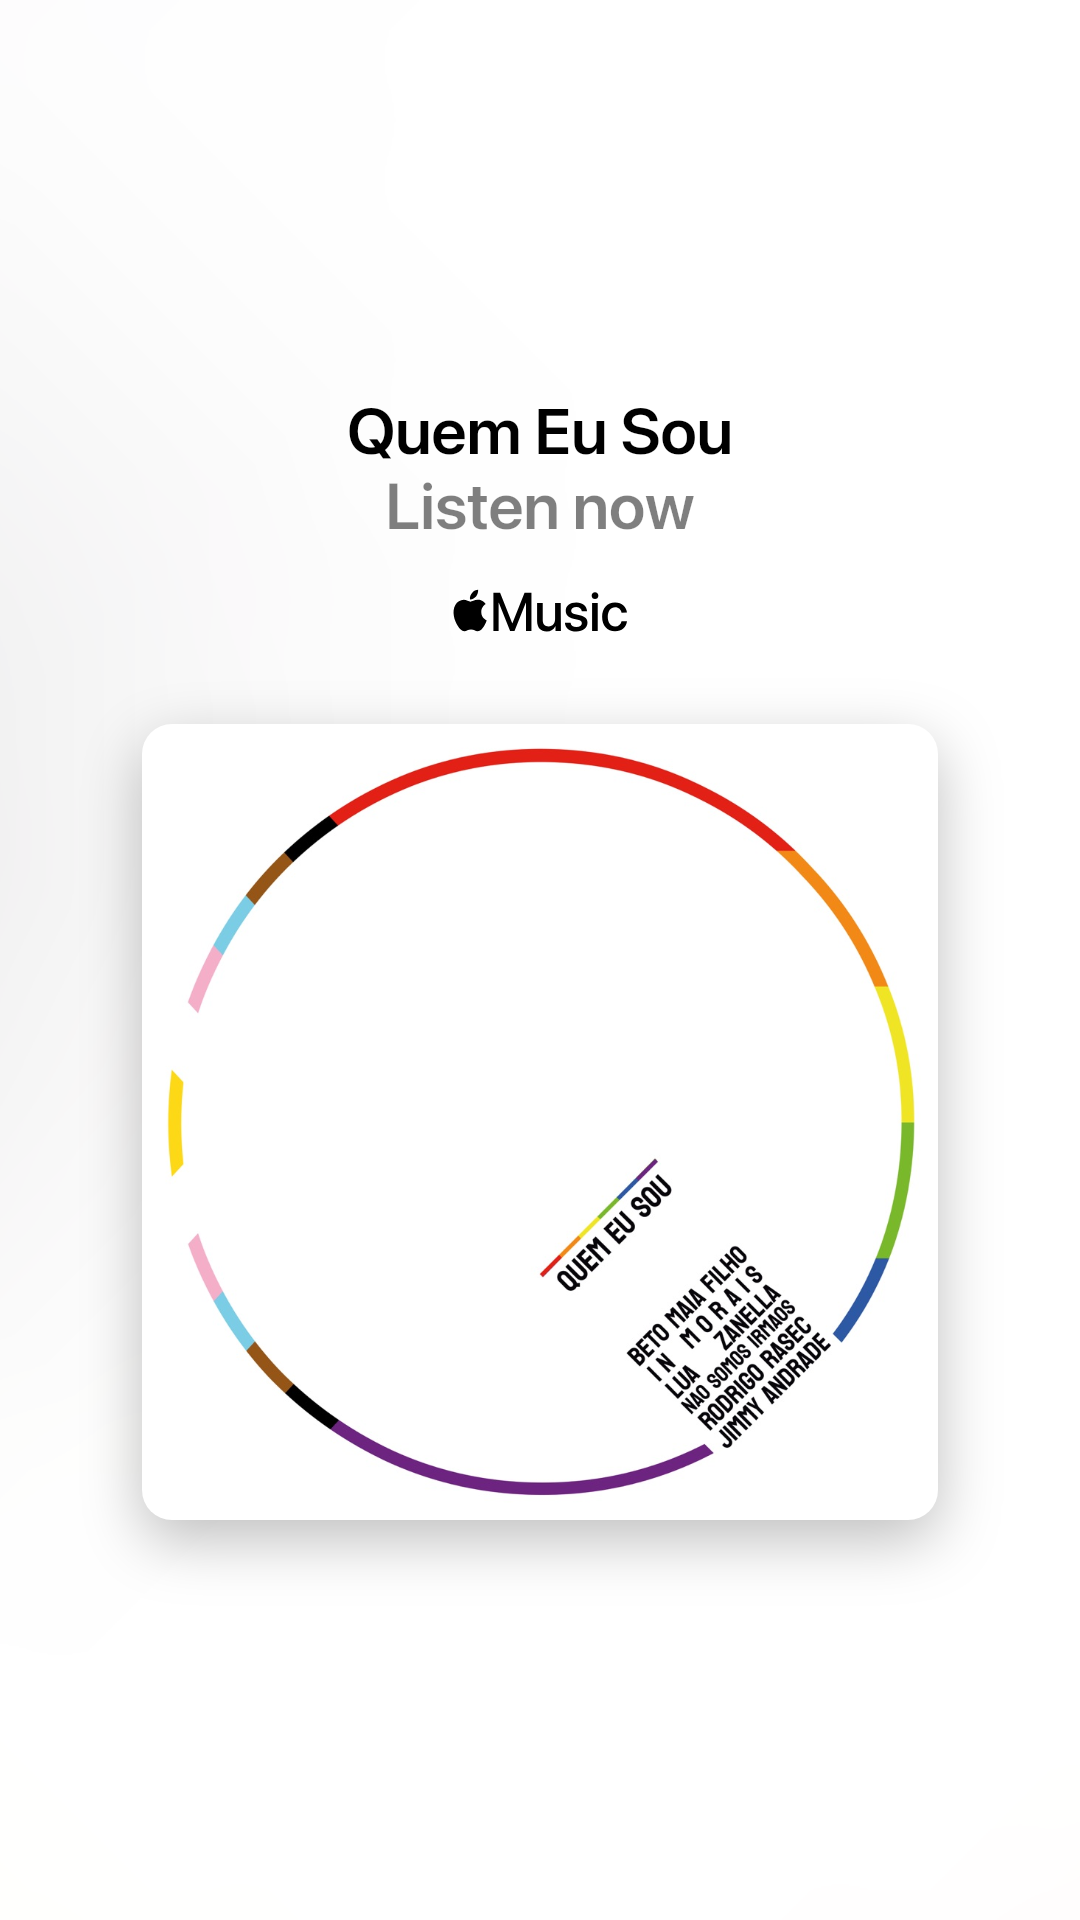 Quem Eu Sou
Listen now
Music
QUEM EU SOU
BETO MAIA FILHO
IN MORAIS
LUA ZANELLA
NAO SOMOS IRMAOS
RODRIGO RASEC
JIMMY ANDRADE